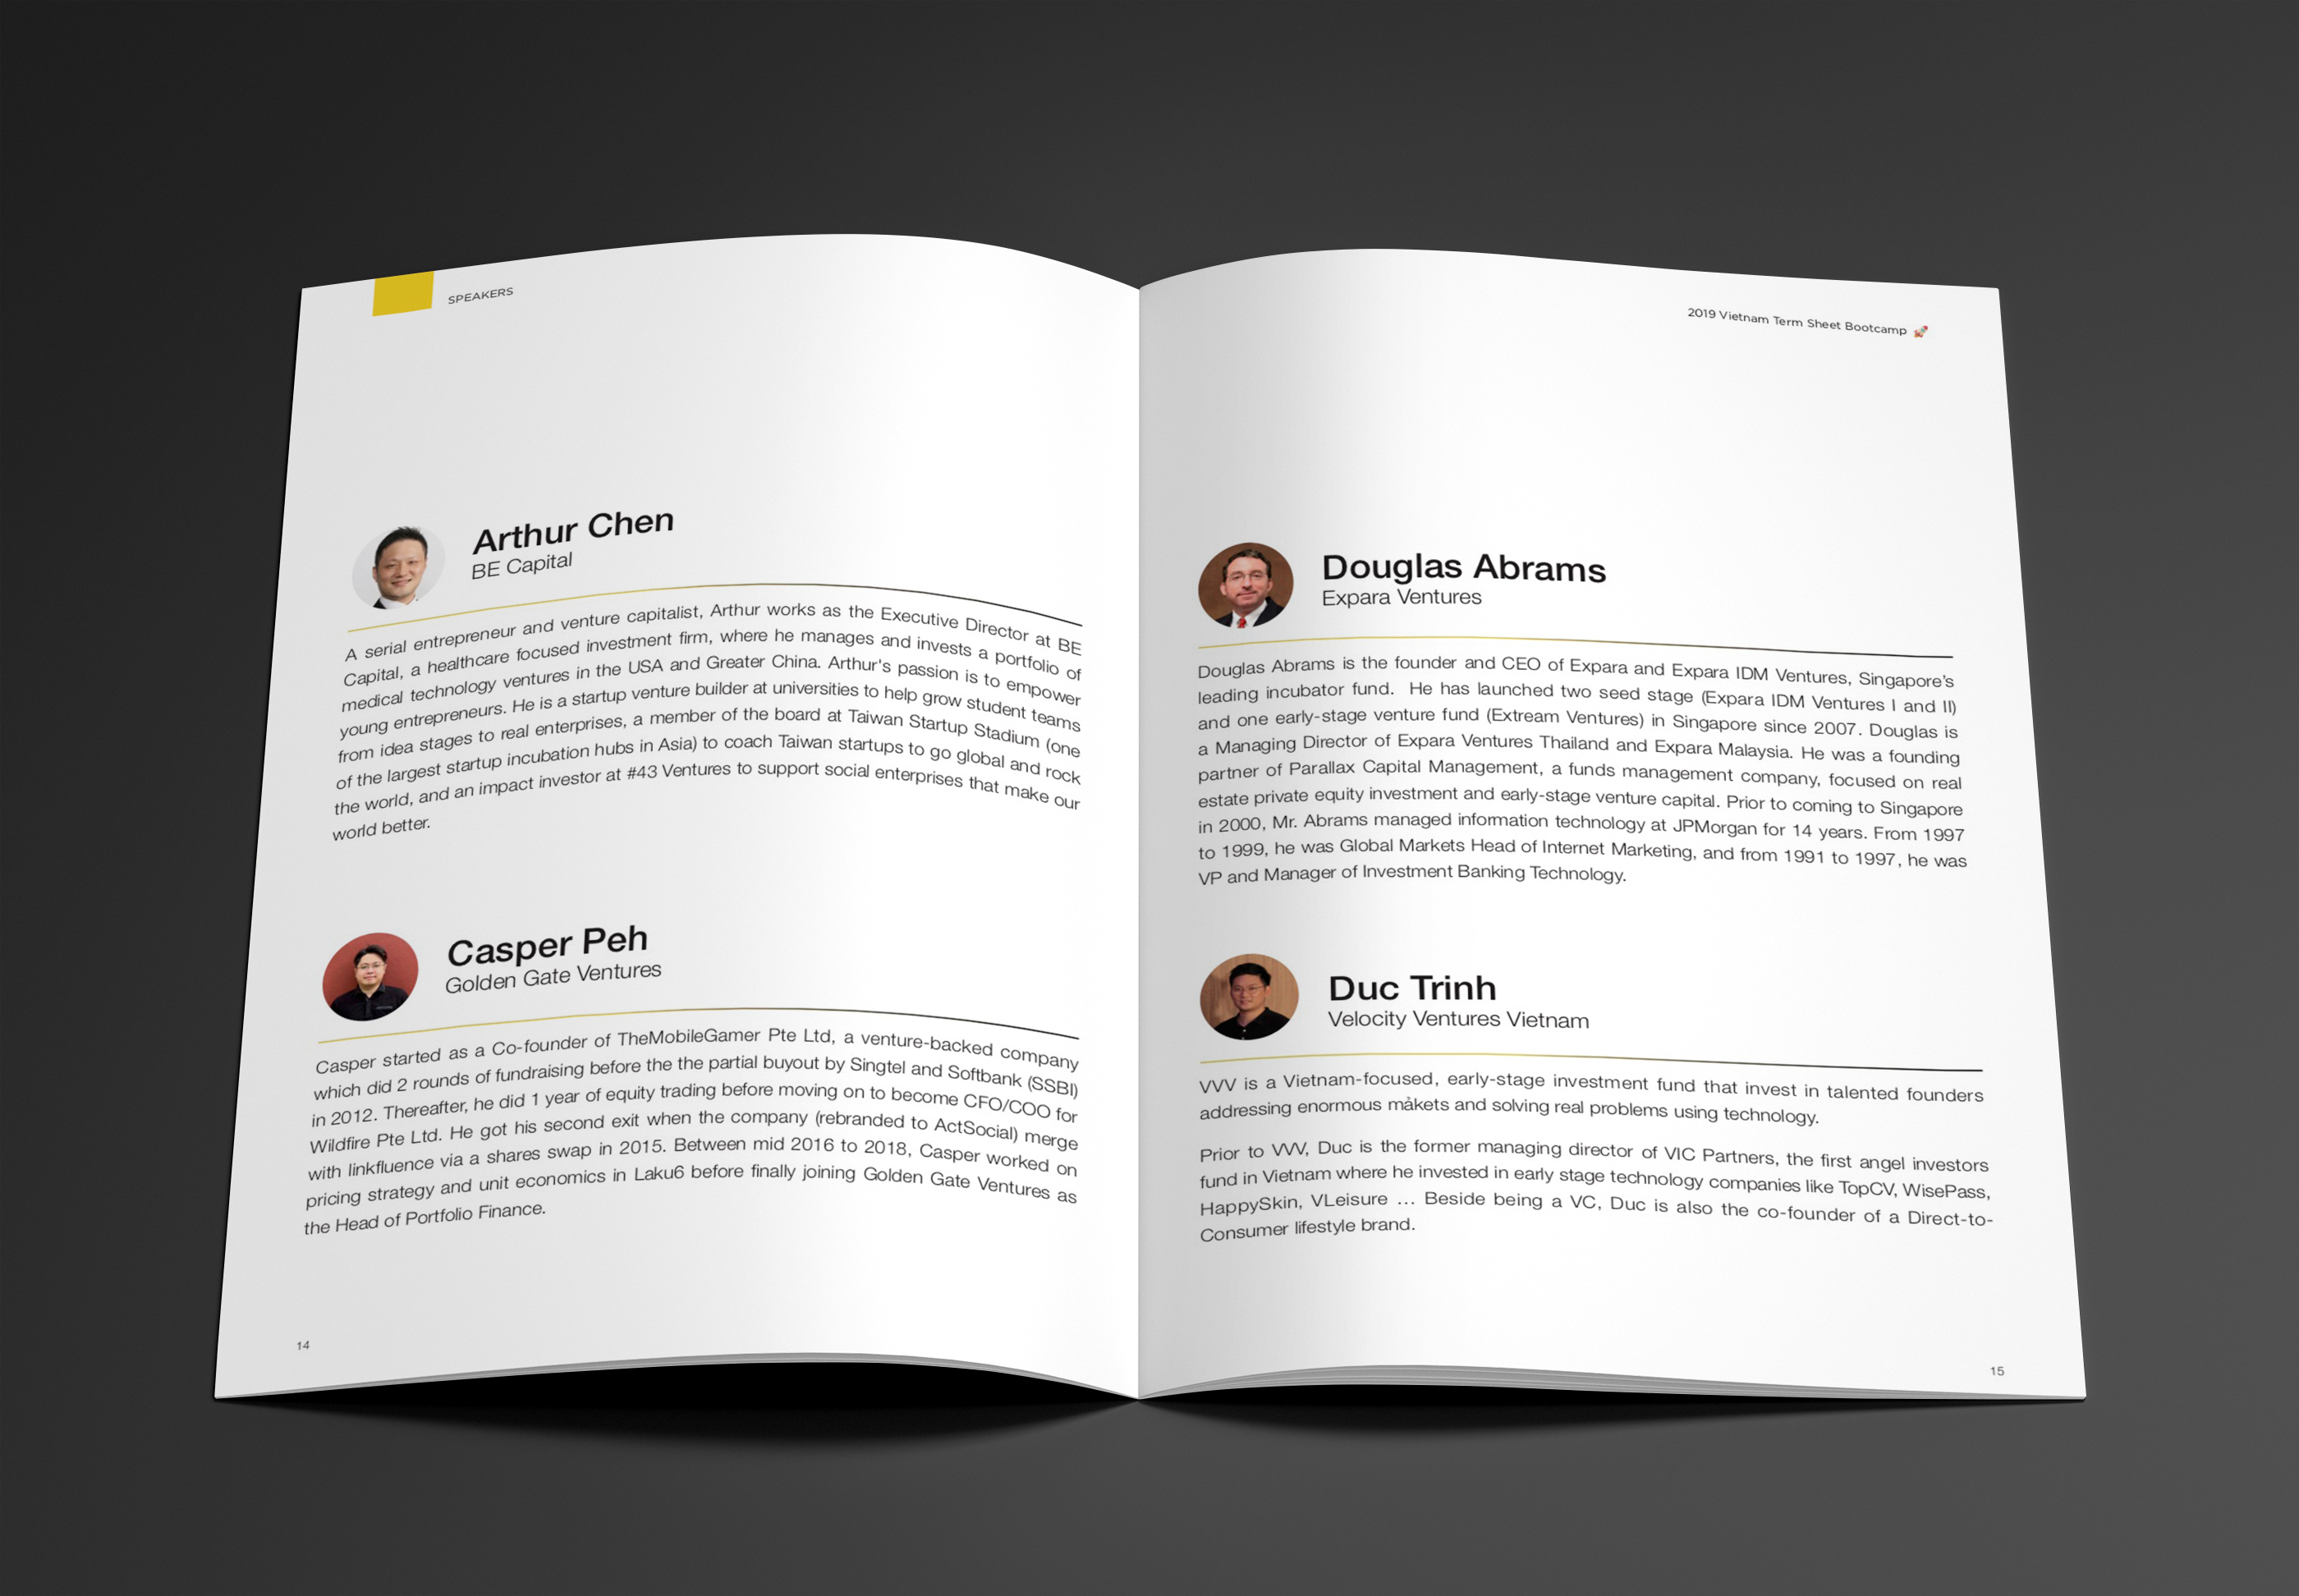 SPEAKERS
Arthur Chen
BE Capital
A serial entrepreneur and venture capitalist, Arthur works as the Executive Director at BE
Capital, a healthcare focused investment firm, where he manages and invests a portfolio of
medical technology ventures in the USA and Greater China. Arthur's passion is to empower
young entrepreneurs. He is a startup venture builder at universities to help grow student teams
from idea stages to real enterprises, a member of the board at Taiwan Startup Stadium (one
of the largest startup incubation hubs in Asia) to coach Taiwan startups to go global and rock
the world, and an impact investor at #43 Ventures to support social enterprises that make our
world better.
Casper Peh
Golden Gate Ventures
Casper started as a Co-founder of TheMobileGamer Pte Ltd, a venture-backed company
which did 2 rounds of fundraising before the the partial buyout by Singtel and Softbank (SSBI)
in 2012. Thereafter, he did 1 year of equity trading before moving on to become CFO/COO for
Wildfire Pte Ltd. He got his second exit when the company (rebranded to ActSocial) merge
with linkfluence via a shares swap in 2015. Between mid 2016 to 2018, Casper worked on
pricing strategy and unit economics in Laku6 before finally joining Golden Gate Ventures as
the Head of Portfolio Finance.
14
2019 Vietnam Term Sheet Bootcamp 🚀
Douglas Abrams
Expara Ventures
Douglas Abrams is the founder and CEO of Expara and Expara IDM Ventures, Singapore's
leading incubator fund. He has launched two seed stage (Expara IDM Ventures I and II)
and one early-stage venture fund (Extream Ventures) in Singapore since 2007. Douglas is
a Managing Director of Expara Ventures Thailand and Expara Malaysia. He was a founding
partner of Parallax Capital Management, a funds management company, focused on real
estate private equity investment and early-stage venture capital. Prior to coming to Singapore
in 2000, Mr. Abrams managed information technology at JPMorgan for 14 years. From 1997
to 1999, he was Global Markets Head of Internet Marketing, and from 1991 to 1997, he was
VP and Manager of Investment Banking Technology.
Duc Trinh
Velocity Ventures Vietnam
VVV is a Vietnam-focused, early-stage investment fund that invest in talented founders
addressing enormous mảkets and solving real problems using technology.
Prior to VVV, Duc is the former managing director of VIC Partners, the first angel investors
fund in Vietnam where he invested in early stage technology companies like TopCV, WisePass,
HappySkin, VLeisure … Beside being a VC, Duc is also the co-founder of a Direct-to-
Consumer lifestyle brand.
15